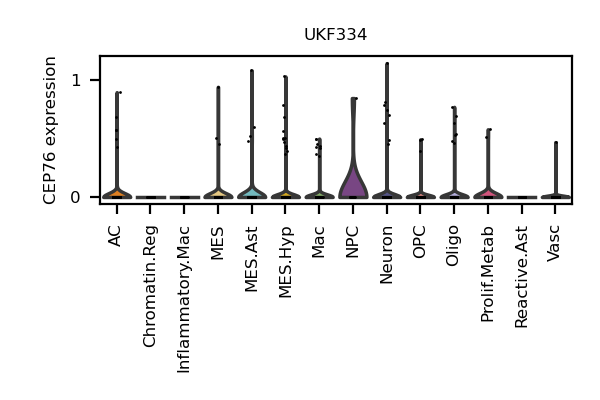 UKF334
CEP76 expression
1
0
AC
Chromatin.Reg
Inflammatory.Mac
MES
MES.Ast
MES.Hyp
Mac
NPC
Neuron
OPC
Oligo
Prolif.Metab
Reactive.Ast
Vasc